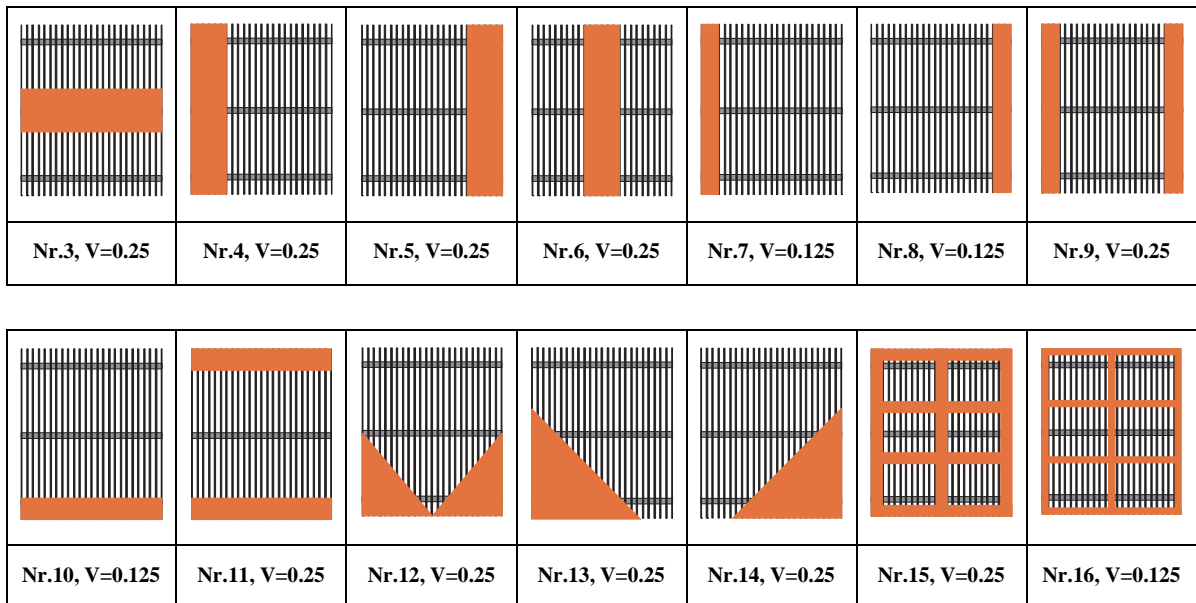 Nr.3, V=0.25
Nr.4, V=0.25
Nr.5, V=0.25
Nr.6, V=0.25
Nr.7, V=0.125
Nr.8, V=0.125
Nr.9, V=0.25
Nr.10, V=0.125
Nr.11, V=0.25
Nr.12, V=0.25
Nr.13, V=0.25
Nr.14, V=0.25
Nr.15, V=0.25
Nr.16, V=0.125